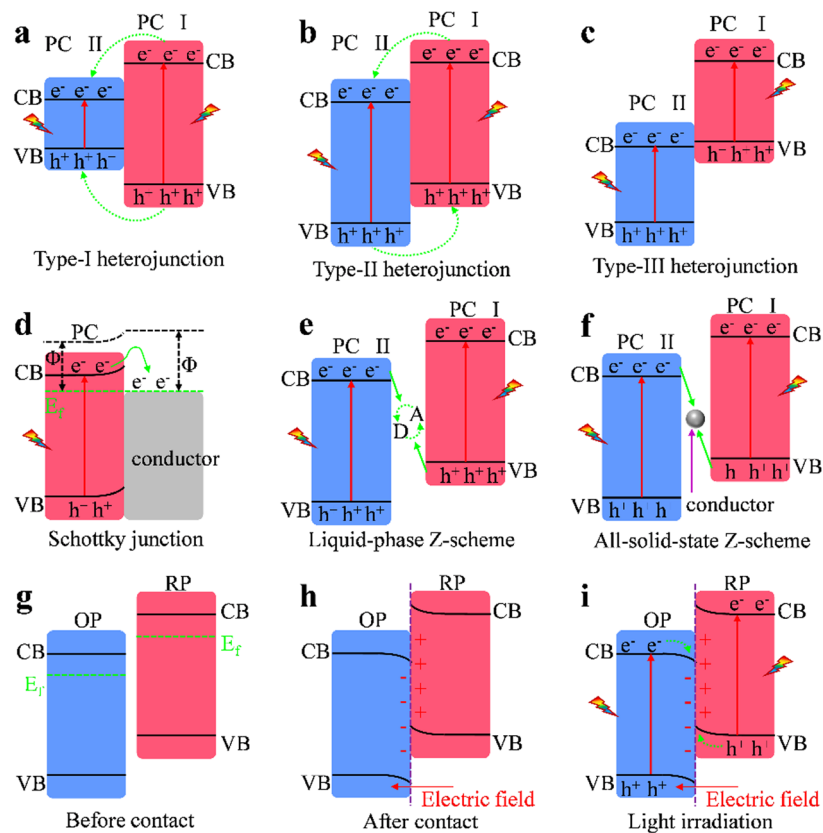 a
PC II
PC I
e⁻ e⁻ e⁻
CB
CB
e⁻ e⁻ e⁻
VB
h⁺ h⁺ h⁻
h⁻ h⁺ h⁺
VB
Type-I heterojunction
b
PC II
PC I
e⁻ e⁻ e⁻
CB
CB
e⁻ e⁻ e⁻
h⁺ h⁺ h⁺
VB
VB
h⁺ h⁺ h⁺
Type-II heterojunction
c
PC I
e⁻ e⁻ e⁻
CB
PC II
CB
e⁻ e⁻ e⁻
h⁻ h⁻ h⁺
VB
VB
h⁺ h⁺ h⁺
Type-III heterojunction
d
PC
Φ
Φ
CB
e⁻ e⁻
e⁻ e⁻
E_f
conductor
VB
h⁻ h⁺
Schottky junction
e
PC I
PC II
e⁻ e⁻ e⁻
CB
CB
e⁻ e⁻ e⁻
A
D
h⁺ h⁺ h⁺
VB
VB
h⁻ h⁺ h⁺
Liquid-phase Z-scheme
f
PC I
PC II
e⁻ e⁻ e⁻
CB
CB
e⁻ e⁻ e⁻
h h⁺ h⁺
VB
VB
h⁺ h⁺ h
conductor
All-solid-state Z-scheme
g
RP
OP
CB
CB
E_f
E_f
VB
VB
Before contact
h
RP
OP
CB
CB
+
+
-
+
-
+
-
+
-
VB
VB
Electric field
After contact
i
RP
OP
e⁻ e⁻
CB
CB
e⁻ e⁻
+
+
-
+
-
+
-
+
-
VB
h⁺ h⁺
VB
h⁺ h⁺
Electric field
Light irradiation